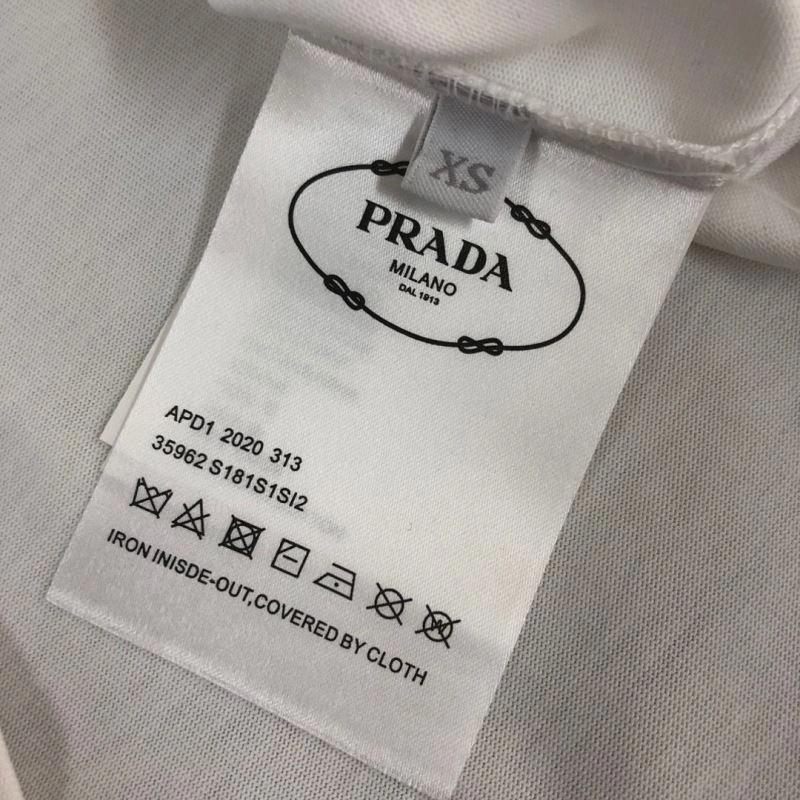 XS
PRADA
MILANO
DAL 1913
APD1 2020 313
35962 S181S1SI2
W
IRON INISDE-OUT,COVERED BY CLOTH